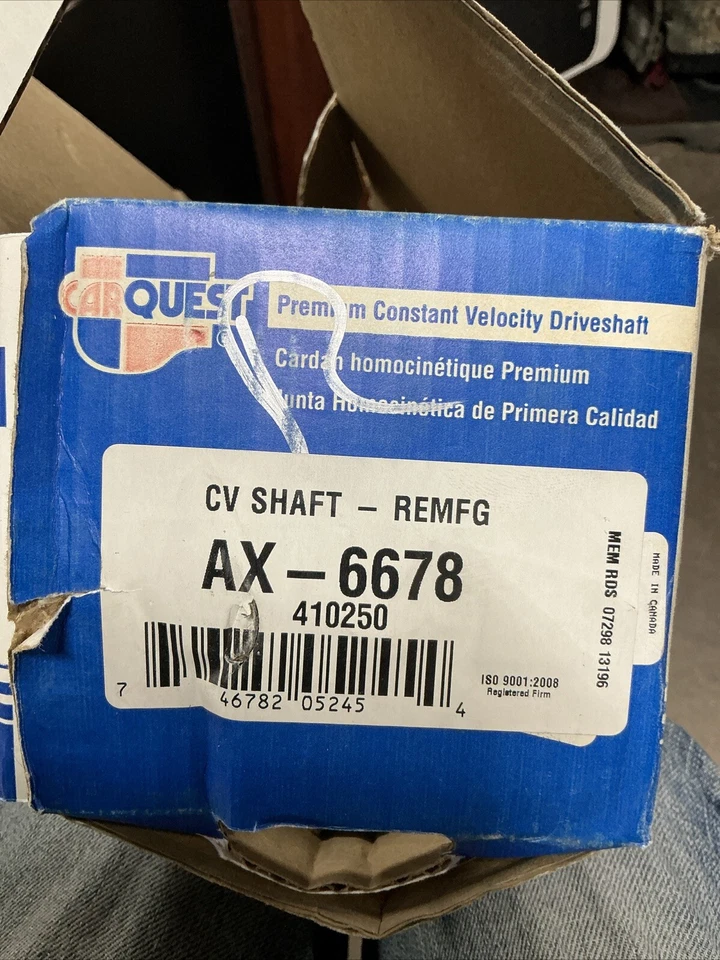 CARQUEST
®
Premium Constant Velocity Driveshaft
Cardan homocinétique Premium
Junta Homocinética de Primera Calidad
CV SHAFT – REMFG
AX – 6678
410250
7 46782 05245 4
ISO 9001:2008
Registered Firm
MEM RDS 07298 13196
MADE IN CANADA